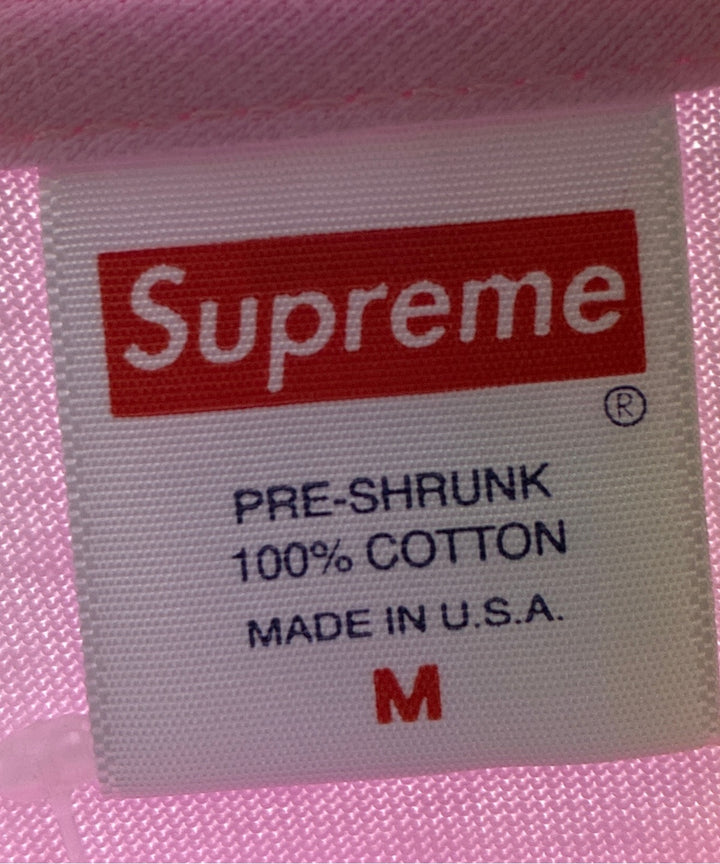 Supreme
®
PRE-SHRUNK
100% COTTON
MADE IN U.S.A.
M